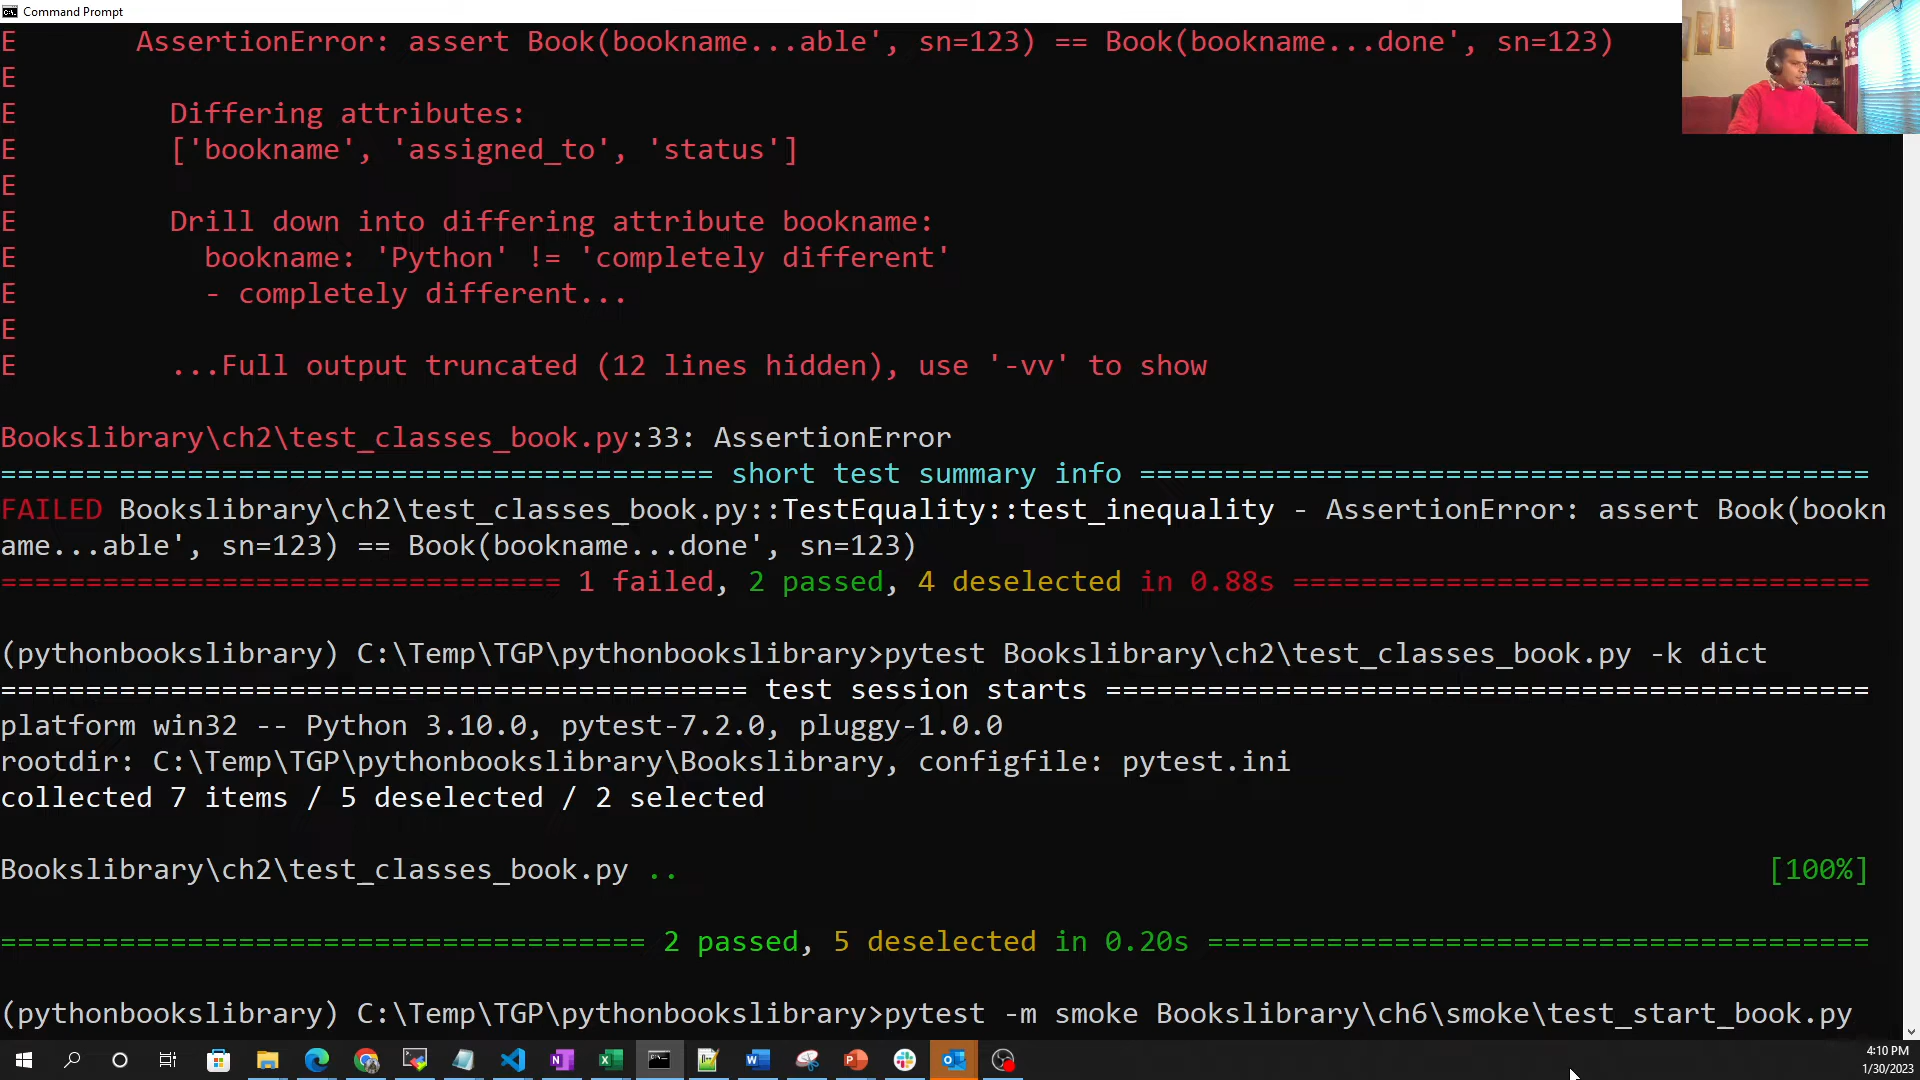 Command Prompt
E       AssertionError: assert Book(bookname...able', sn=123) == Book(bookname...done', sn=123)
E
E         Differing attributes:
E         ['bookname', 'assigned_to', 'status']
E
E         Drill down into differing attribute bookname:
E           bookname: 'Python' != 'completely different'
E           - completely different...
E
E         ...Full output truncated (12 lines hidden), use '-vv' to show
Bookslibrary\ch2\test_classes_book.py:33: AssertionError
========================================== short test summary info ===========================================
FAILED Bookslibrary\ch2\test_classes_book.py::TestEquality::test_inequality - AssertionError: assert Book(bookn
ame...able', sn=123) == Book(bookname...done', sn=123)
================================= 1 failed, 2 passed, 4 deselected in 0.88s ==================================
(pythonbookslibrary) C:\Temp\TGP\pythonbookslibrary>pytest Bookslibrary\ch2\test_classes_book.py -k dict
============================================ test session starts =============================================
platform win32 -- Python 3.10.0, pytest-7.2.0, pluggy-1.0.0
rootdir: C:\Temp\TGP\pythonbookslibrary\Bookslibrary, configfile: pytest.ini
collected 7 items / 5 deselected / 2 selected
Bookslibrary\ch2\test_classes_book.py ..                                                                [100%]
====================================== 2 passed, 5 deselected in 0.20s =======================================
(pythonbookslibrary) C:\Temp\TGP\pythonbookslibrary>pytest -m smoke Bookslibrary\ch6\smoke\test_start_book.py
4:10 PM
1/30/2023